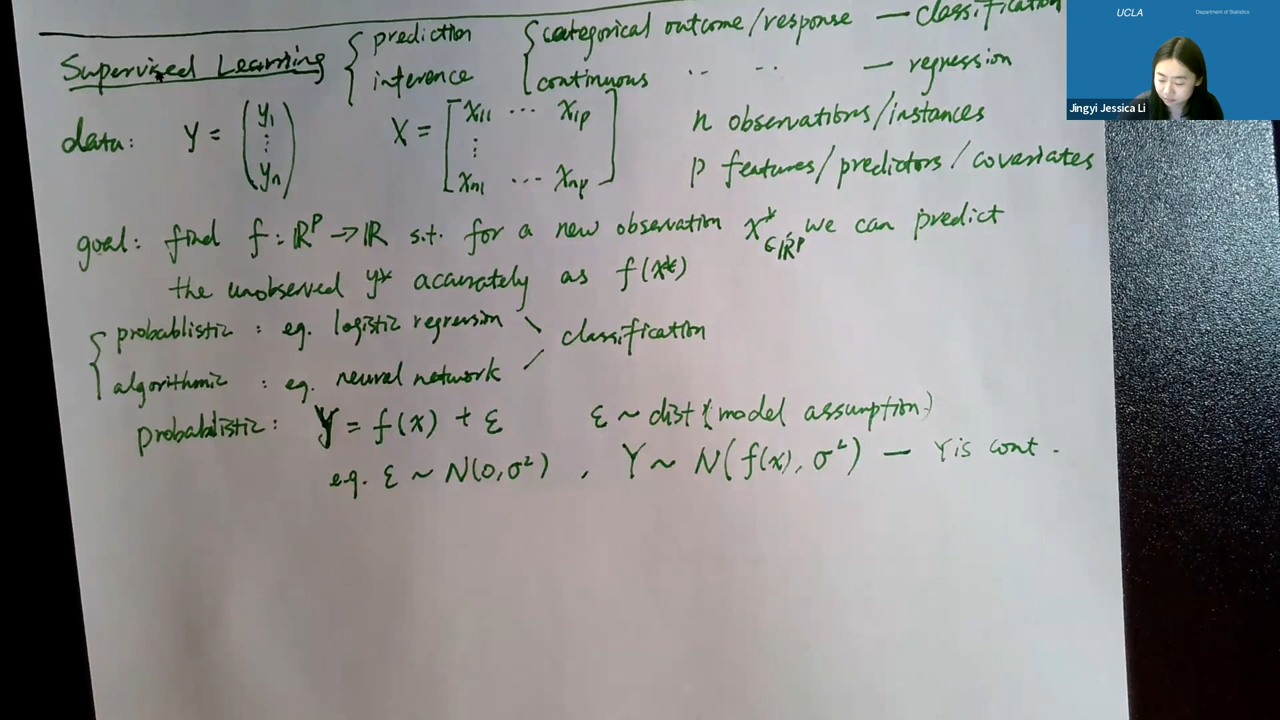 Supervised Learning { prediction { categorical outcome/response — classification
inference continuous ·· ·· — regression
data: Y = (y₁ ⋮ yₙ) X = [x₁₁ ··· x₁ₚ ⋮ xₙ₁ ··· xₙₚ] n observations/instances
p features/predictors/covariates
goal: find f: ℝᵖ → ℝ s.t. for a new observation x* ∈ ℝᵖ, we can predict
the unobserved y* accurately as f(x*)
{ probablistic : eg. logistic regression \ classification
algorithmic : eg. neural network /
probabilistic: Y = f(x) + ε ε ~ dist (model assumption)
e.g. ε ~ N(0, σ²) , Y ~ N(f(x), σ²) — Y is cont.
UCLA
Department of Statistics
Jingyi Jessica Li